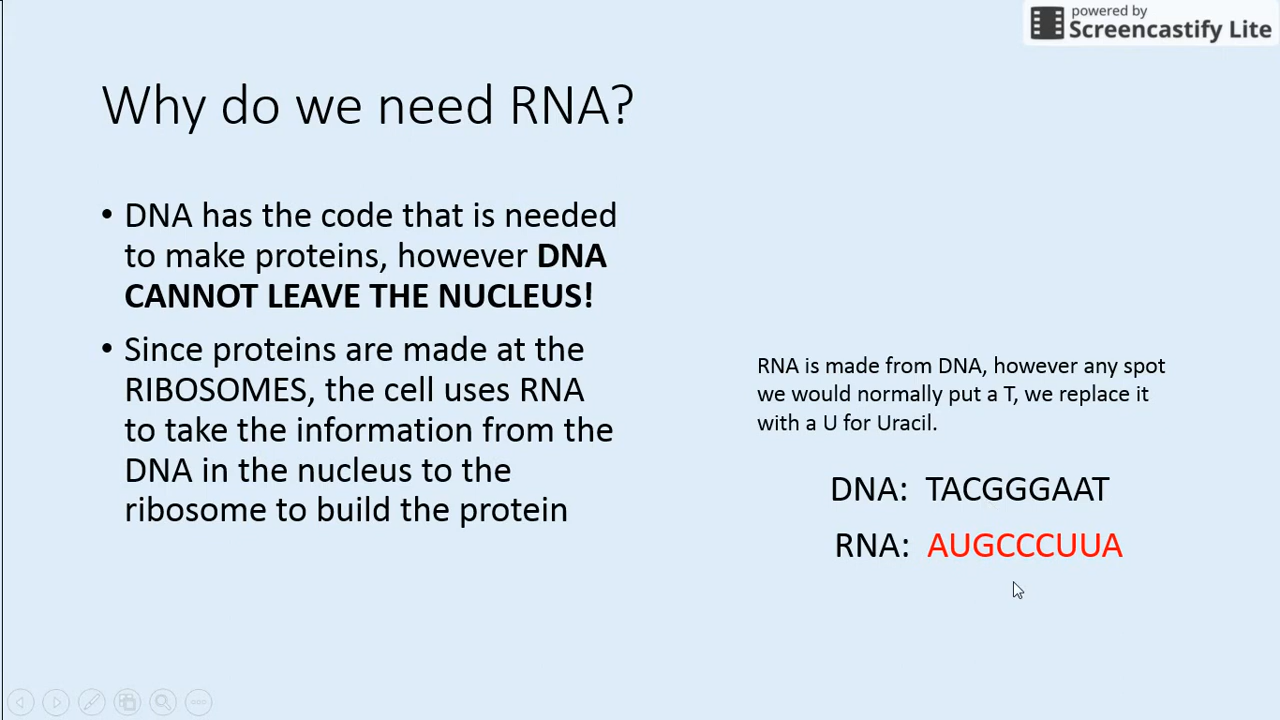 powered by
Screencastify Lite
Why do we need RNA?
• DNA has the code that is needed
to make proteins, however DNA
CANNOT LEAVE THE NUCLEUS!
• Since proteins are made at the
RIBOSOMES, the cell uses RNA
to take the information from the
DNA in the nucleus to the
ribosome to build the protein
RNA is made from DNA, however any spot
we would normally put a T, we replace it
with a U for Uracil.
DNA: TACGGGAAT
RNA: AUGCCCUUA